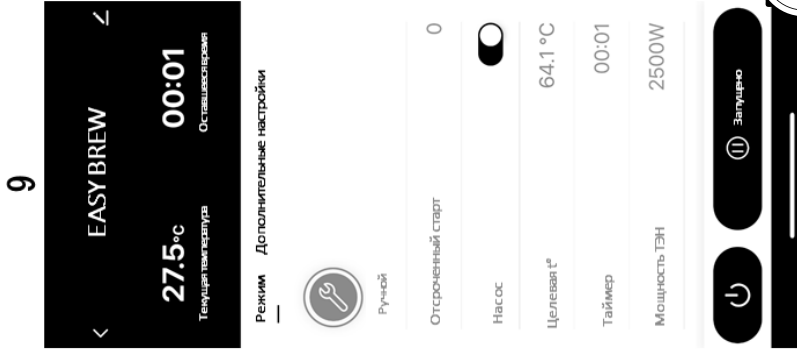 9
EASY BREW
27.5°C 00:01
Текущая температура Оставшееся время
Режим Дополнительные настройки
Ручной
Отсроченный старт 0
Насос
Целевая t° 64.1 °C
Таймер 00:01
Мощность ТЭН 2500W
Запущено